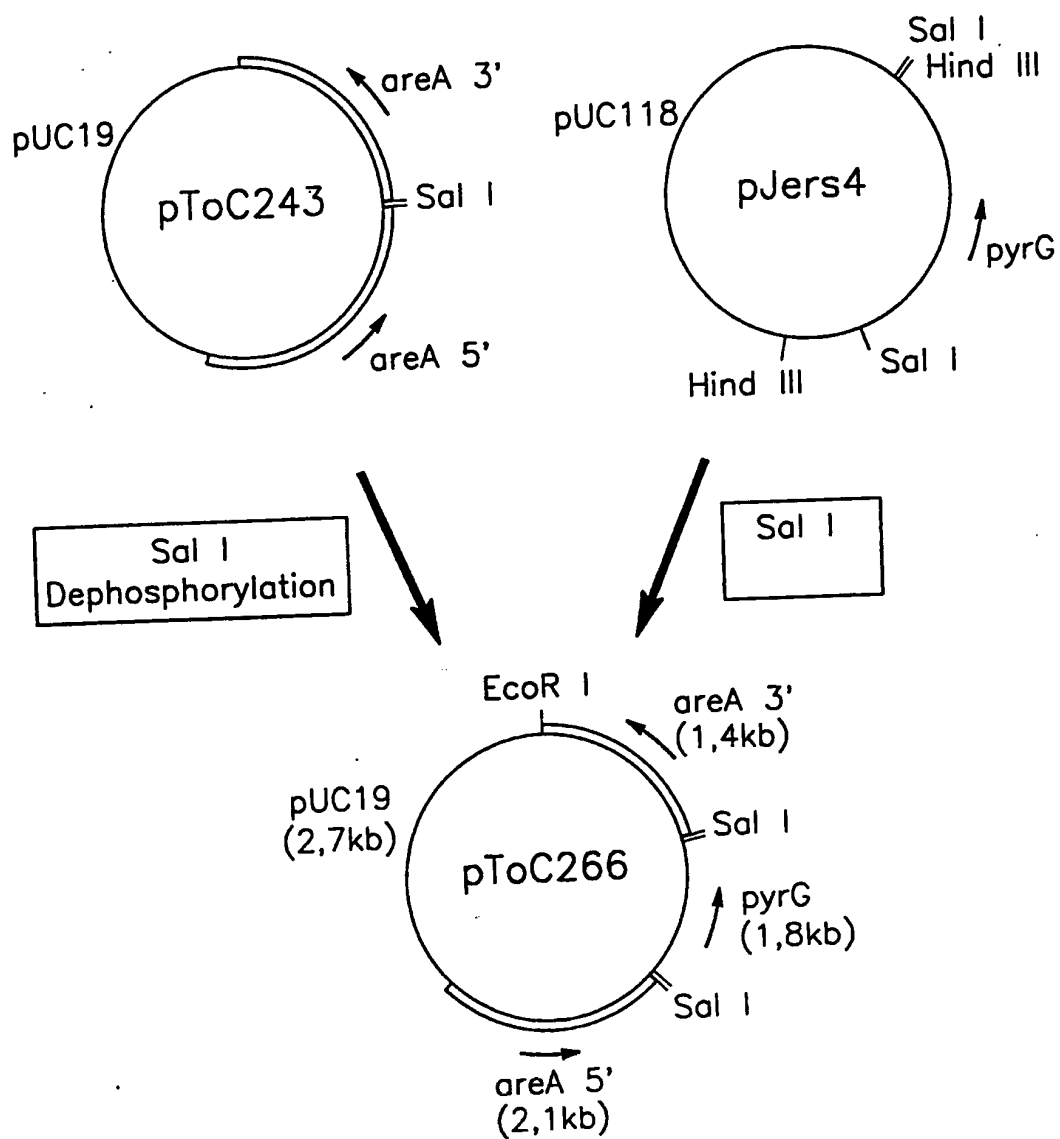 areA 3'
pUC19
pToC243
Sal I
areA 5'
Sal I
Hind III
pUC118
pJers4
pyrG
Sal I
Hind III
Sal I
Dephosphorylation
Sal I
EcoR I
areA 3'
(1,4kb)
pUC19
(2,7kb)
Sal I
pToC266
pyrG
(1,8kb)
Sal I
areA 5'
(2,1kb)